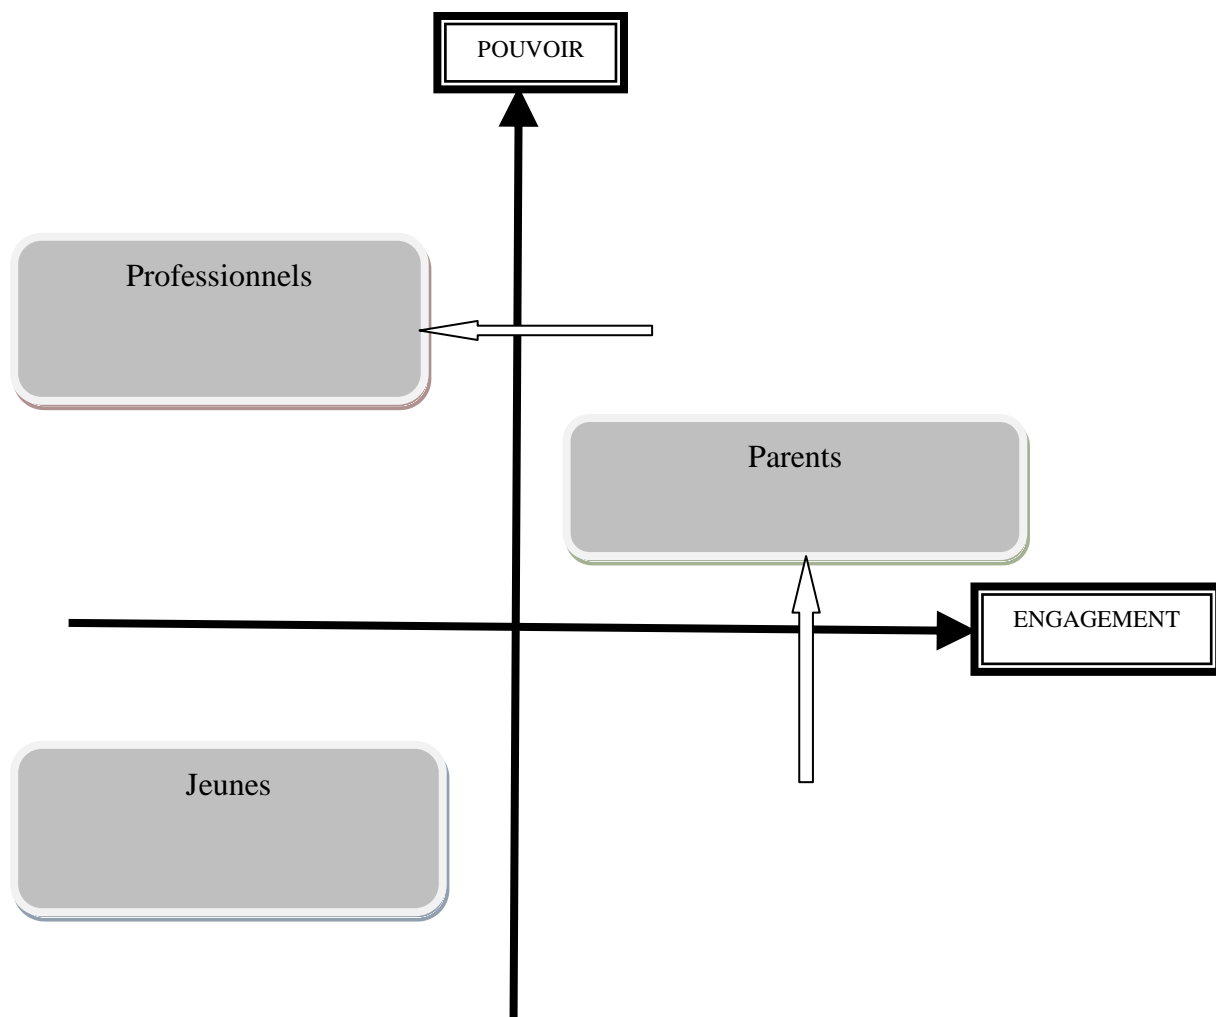 POUVOIR
Professionnels
Parents
ENGAGEMENT
Jeunes